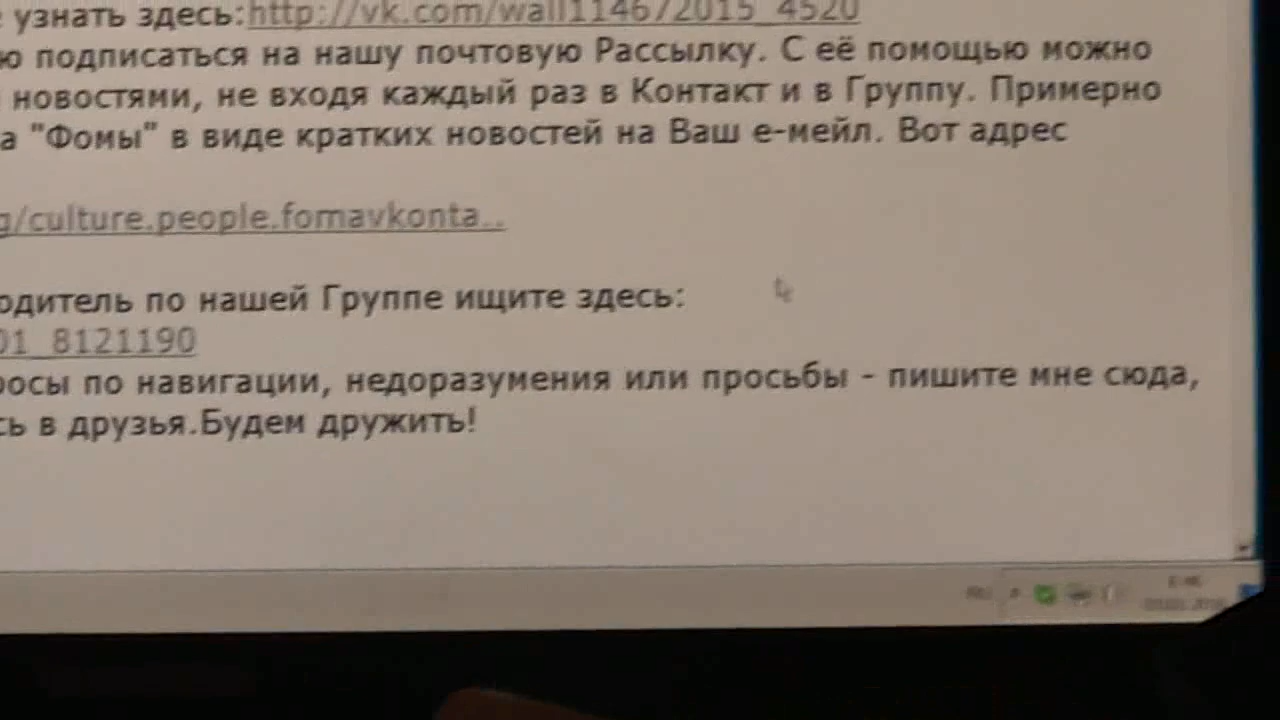 узнать здесь:http://vk.com/wall114672015_4520
ю подписаться на нашу почтовую Рассылку. С её помощью можно
новостями, не входя каждый раз в Контакт и в Группу. Примерно
а "Фомы" в виде кратких новостей на Ваш е-мейл. Вот адрес
g/culture.people.fomavkonta..
одитель по нашей Группе ищите здесь:
01_8121190
росы по навигации, недоразумения или просьбы - пишите мне сюда,
сь в друзья.Будем дружить!